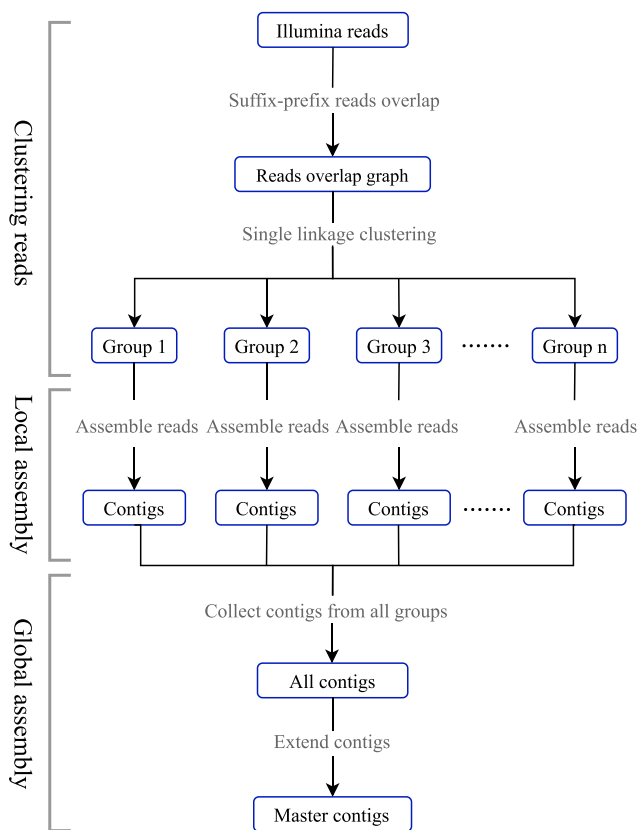 Illumina reads
Suffix-prefix reads overlap
Reads overlap graph
Single linkage clustering
Group 1 Group 2 Group 3 ....... Group n
Clustering reads
Assemble reads Assemble reads Assemble reads Assemble reads
Contigs Contigs Contigs ....... Contigs
Local assembly
Collect contigs from all groups
All contigs
Extend contigs
Master contigs
Global assembly